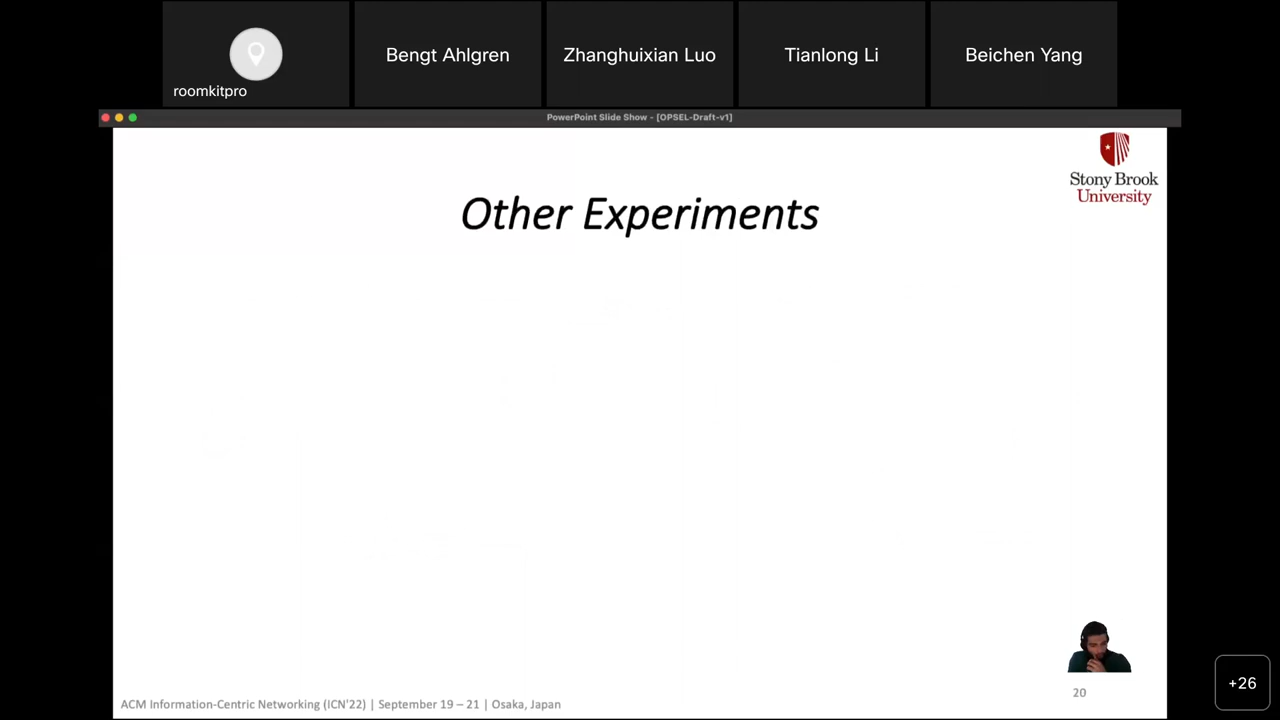 roomkitpro
Bengt Ahlgren
Zhanghuixian Luo
Tianlong Li
Beichen Yang
PowerPoint Slide Show - [OPSEL-Draft-v1]
Stony Brook
University
Other Experiments
ACM Information-Centric Networking (ICN'22) | September 19 – 21 | Osaka, Japan
20
+26